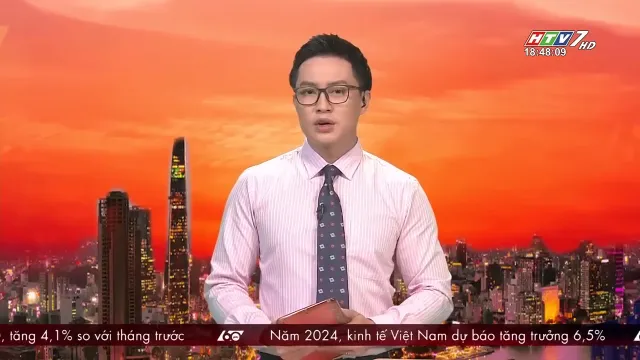 HTV7 HD
18:48:09
, tăng 4,1% so với tháng trước 60 Năm 2024, kinh tế Việt Nam dự báo tăng trưởng 6,5%